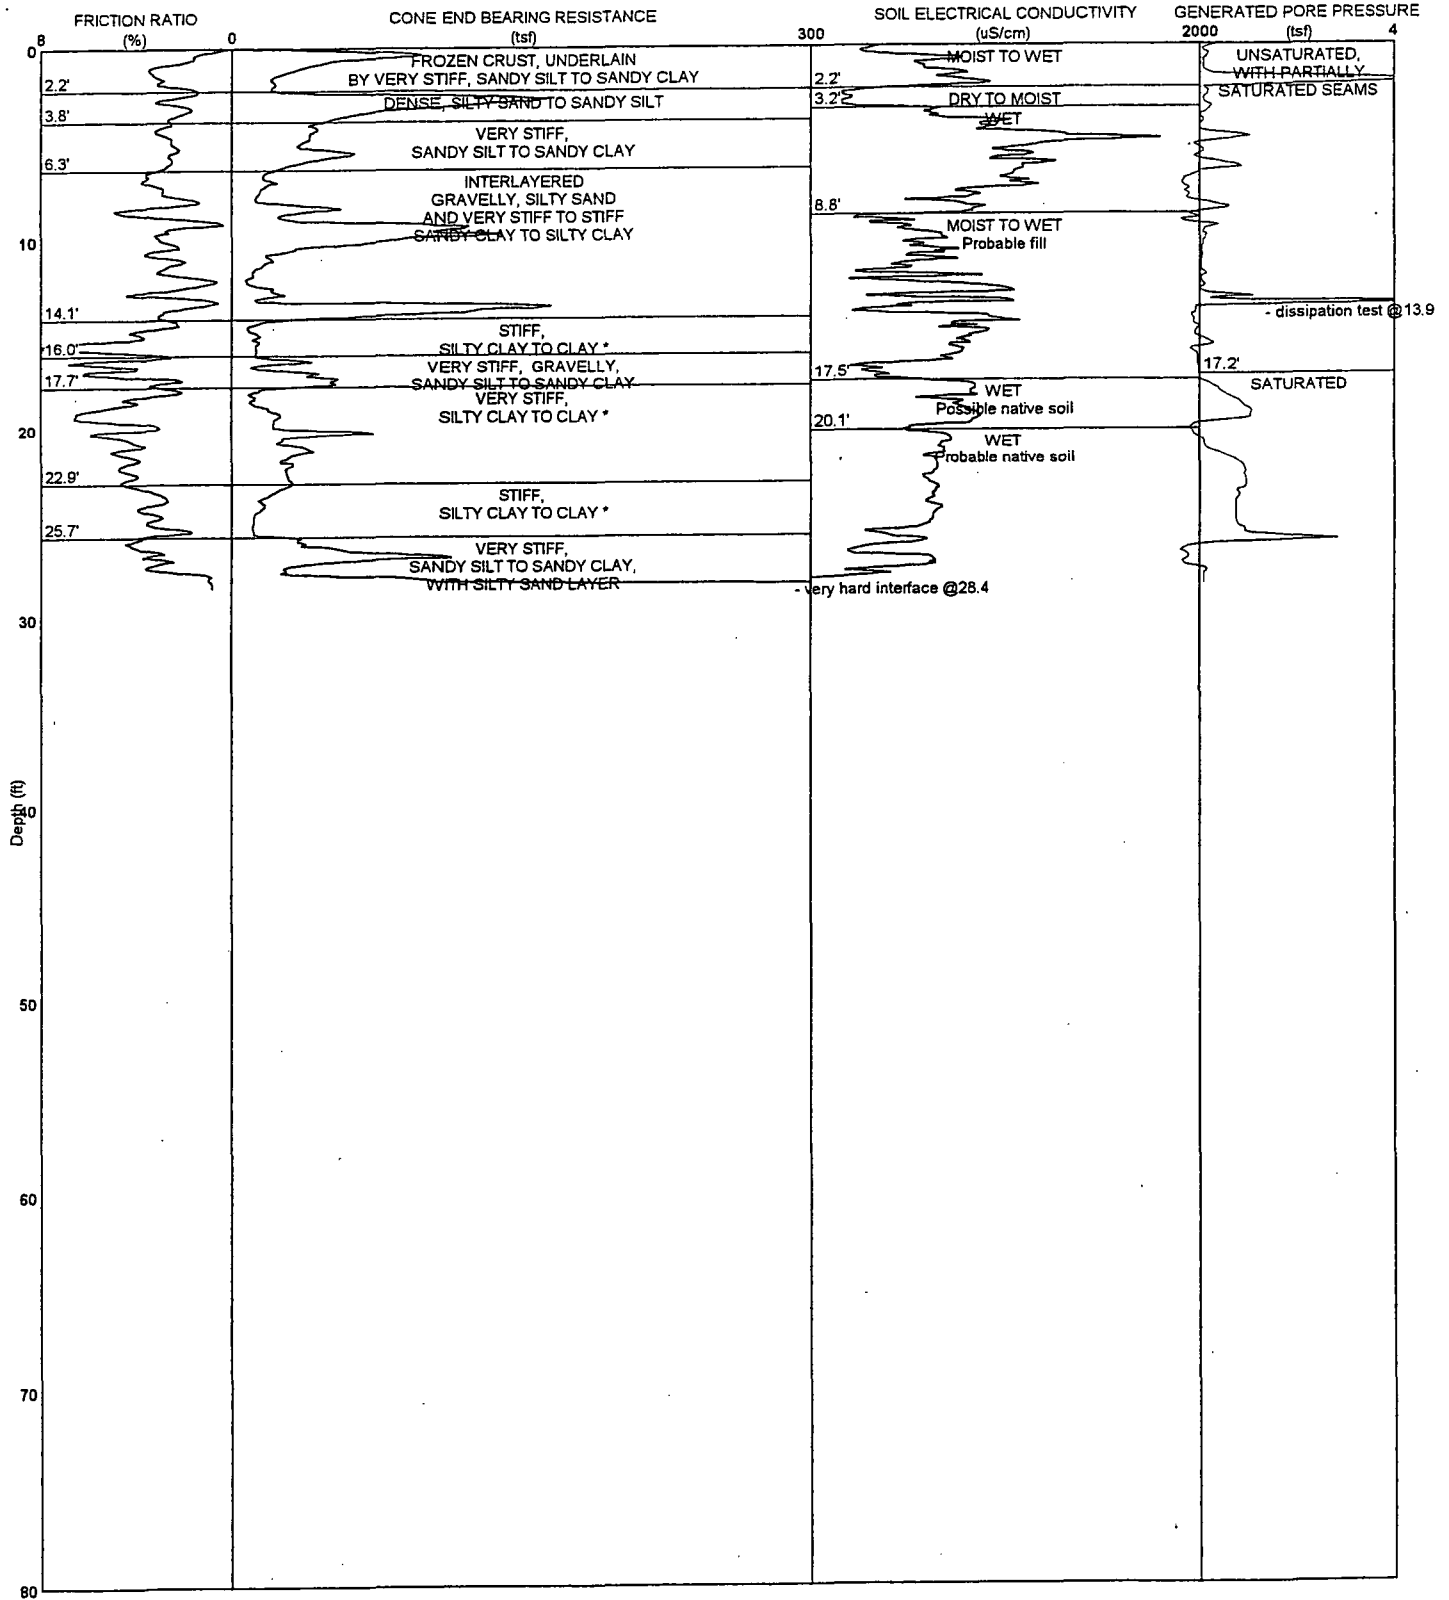 FRICTION RATIO
(%)
CONE END BEARING RESISTANCE
(tsf)
SOIL ELECTRICAL CONDUCTIVITY
(uS/cm)
GENERATED PORE PRESSURE
(tsf)
8
0
300
2000
4
0
10
20
30
40
50
60
70
80
Depth (ft)
2.2'
3.8'
6.3'
14.1'
16.0'
17.7'
22.9'
25.7'
FROZEN CRUST, UNDERLAIN
BY VERY STIFF, SANDY SILT TO SANDY CLAY
DENSE, SILTY SAND TO SANDY SILT
VERY STIFF,
SANDY SILT TO SANDY CLAY
INTERLAYERED
GRAVELLY, SILTY SAND
AND VERY STIFF TO STIFF
SANDY CLAY TO SILTY CLAY
STIFF,
SILTY CLAY TO CLAY *
VERY STIFF, GRAVELLY,
SANDY SILT TO SANDY CLAY
VERY STIFF,
SILTY CLAY TO CLAY *
STIFF,
SILTY CLAY TO CLAY *
VERY STIFF,
SANDY SILT TO SANDY CLAY,
WITH SILTY SAND LAYER
- very hard interface @28.4
MOIST TO WET
2.2'
3.2'
DRY TO MOIST
WET
8.8'
MOIST TO WET
Probable fill
17.5'
WET
Possible native soil
20.1'
WET
Probable native soil
UNSATURATED,
WITH PARTIALLY
SATURATED SEAMS
- dissipation test @13.9
17.2'
SATURATED